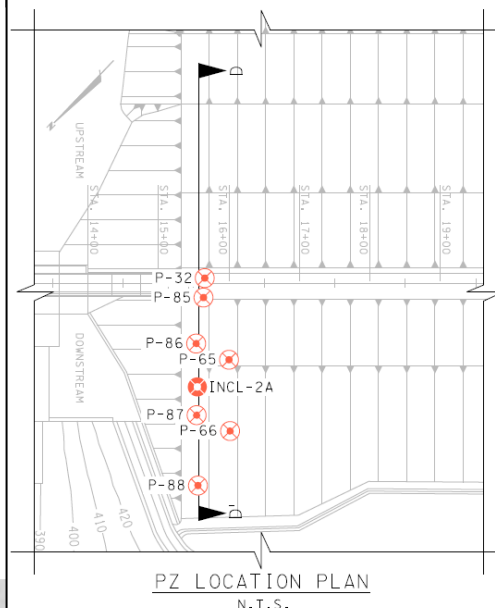 D
N
UPSTREAM
STA. 14+00
STA. 15+00
STA. 16+00
STA. 17+00
STA. 18+00
STA. 19+00
P-32
P-85
P-86
P-65
DOWNSTREAM
INCL-2A
P-87
P-66
P-88
D'
390
400
410
420
PZ LOCATION PLAN
N.T.S.